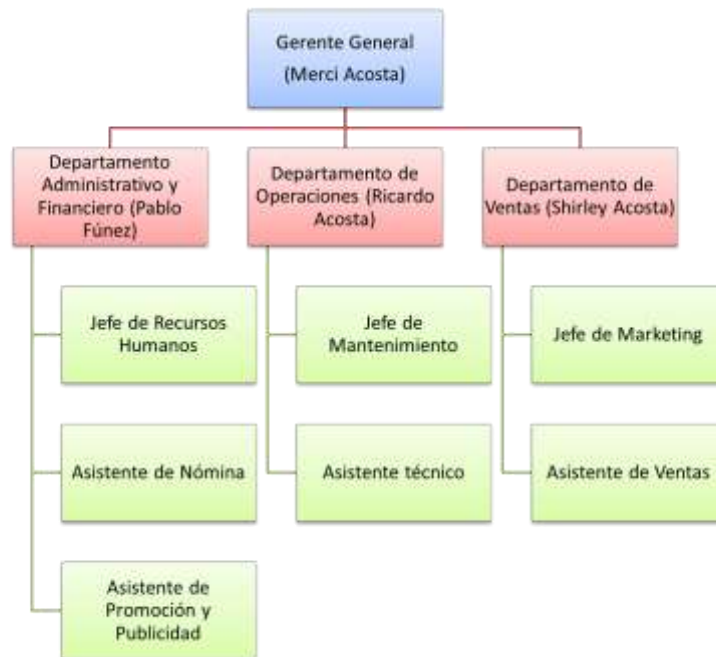 Gerente General
(Merci Acosta)
Departamento
Administrativo y
Financiero (Pablo
Fúnez)
Departamento de
Operaciones (Ricardo
Acosta)
Departamento de
Ventas (Shirley Acosta)
Jefe de Recursos
Humanos
Jefe de
Mantenimiento
Jefe de Marketing
Asistente de Nómina
Asistente técnico
Asistente de Ventas
Asistente de
Promoción y
Publicidad